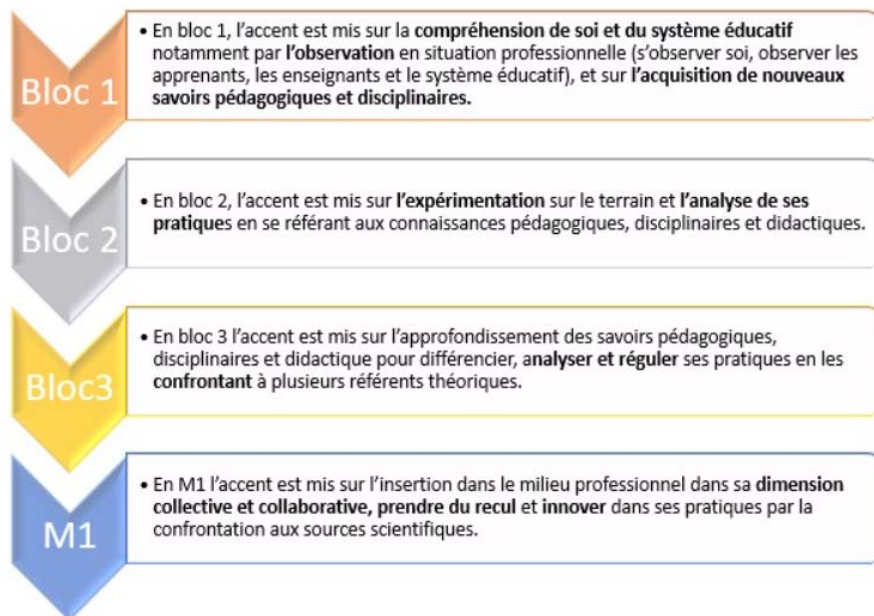 Bloc 1
• En bloc 1, l'accent est mis sur la compréhension de soi et du système éducatif
notamment par l'observation en situation professionnelle (s'observer soi, observer les
apprenants, les enseignants et le système éducatif), et sur l'acquisition de nouveaux
savoirs pédagogiques et disciplinaires.
Bloc 2
• En bloc 2, l'accent est mis sur l'expérimentation sur le terrain et l'analyse de ses
pratiques en se référant aux connaissances pédagogiques, disciplinaires et didactiques.
Bloc3
• En bloc 3 l'accent est mis sur l'approfondissement des savoirs pédagogiques,
disciplinaires et didactique pour différencier, analyser et réguler ses pratiques en les
confrontant à plusieurs référents théoriques.
M1
• En M1 l'accent est mis sur l'insertion dans le milieu professionnel dans sa dimension
collective et collaborative, prendre du recul et innover dans ses pratiques par la
confrontation aux sources scientifiques.